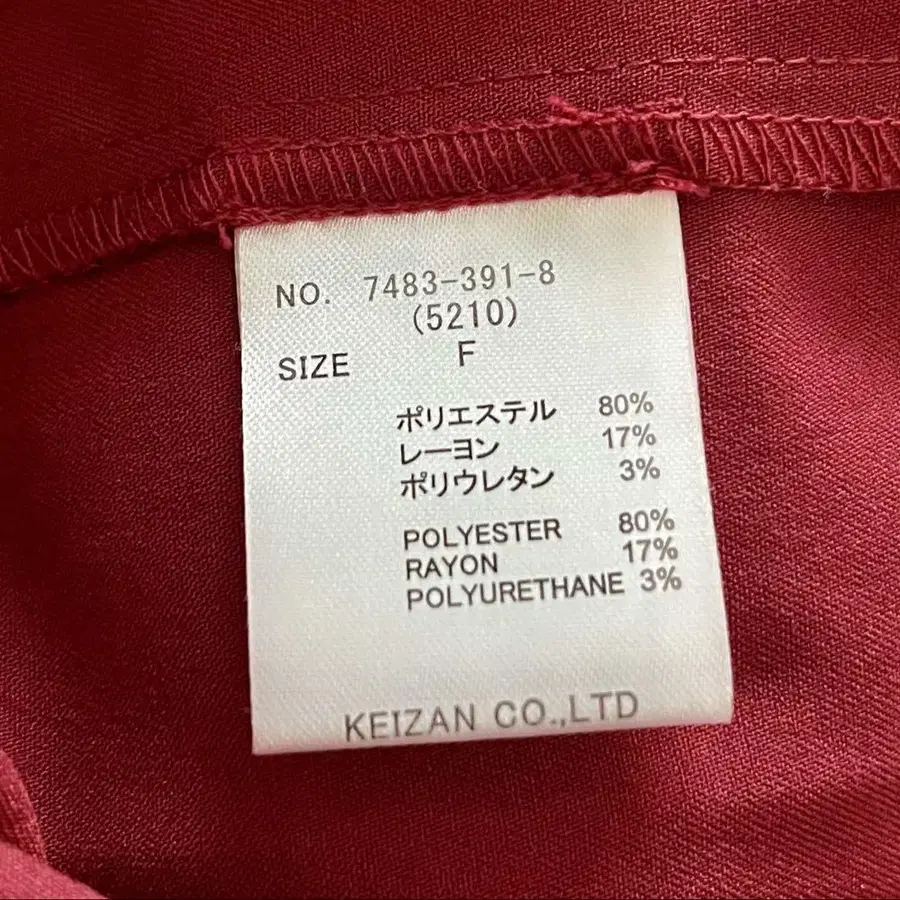 NO. 7483-391-8
(5210)
SIZE F
ポリエステル 80%
レーヨン 17%
ポリウレタン 3%
POLYESTER 80%
RAYON 17%
POLYURETHANE 3%
KEIZAN CO.,LTD